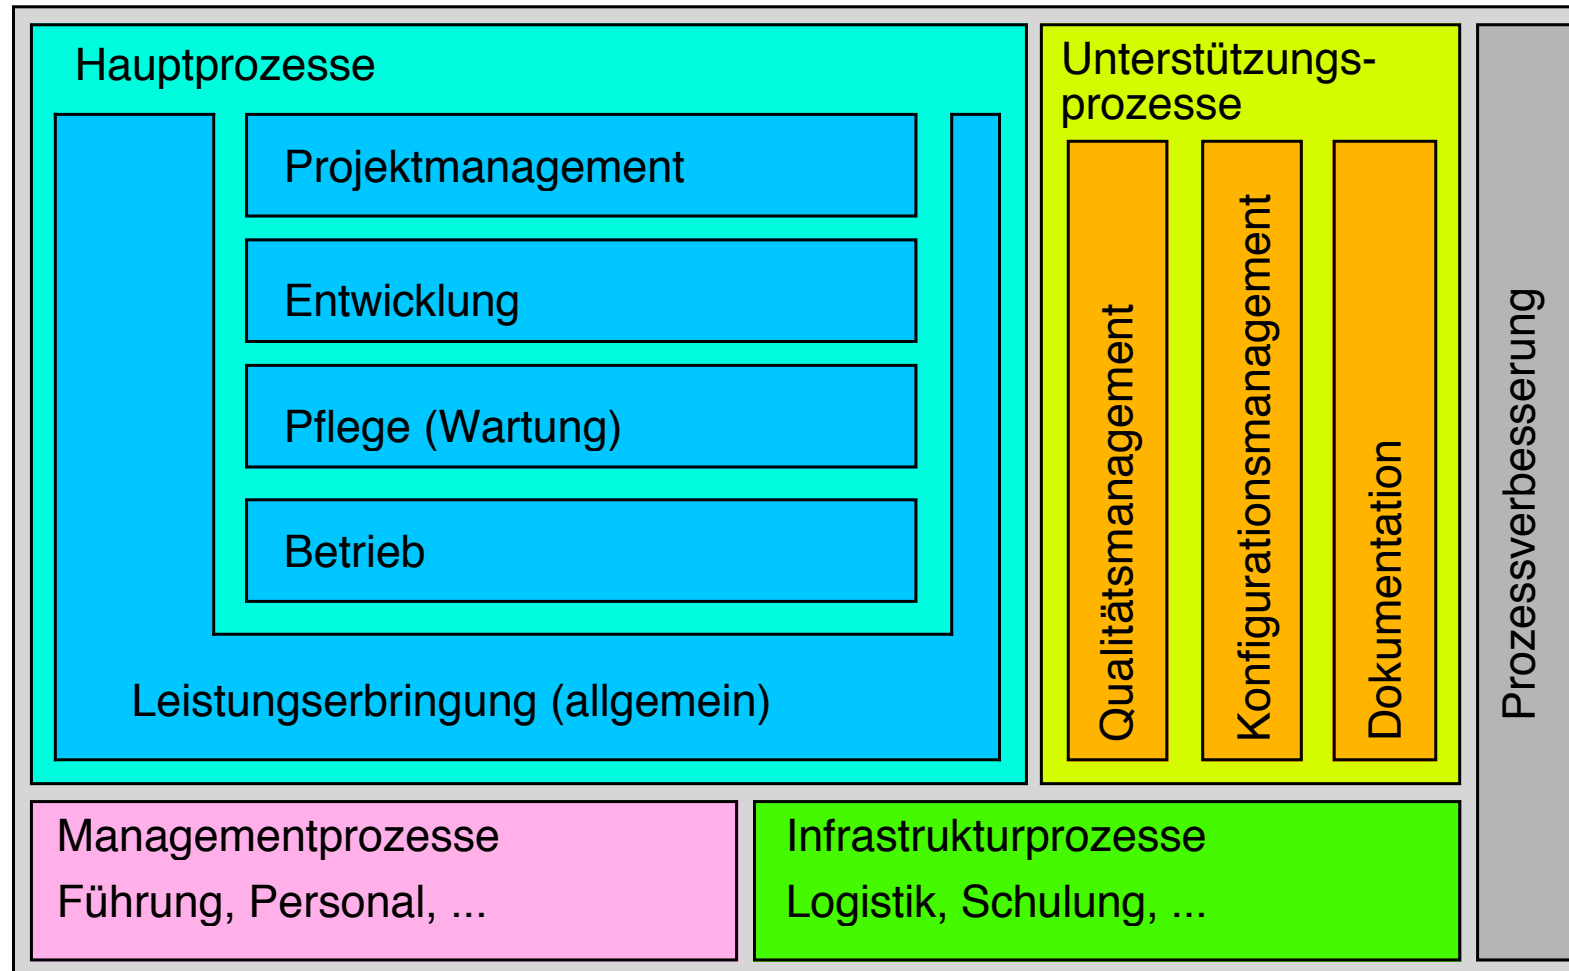 Hauptprozesse
Projektmanagement
Entwicklung
Pflege (Wartung)
Betrieb
Leistungserbringung (allgemein)
Unterstützungs-
prozesse
Qualitätsmanagement
Konfigurationsmanagement
Dokumentation
Prozessverbesserung
Managementprozesse
Führung, Personal, ...
Infrastrukturprozesse
Logistik, Schulung, ...